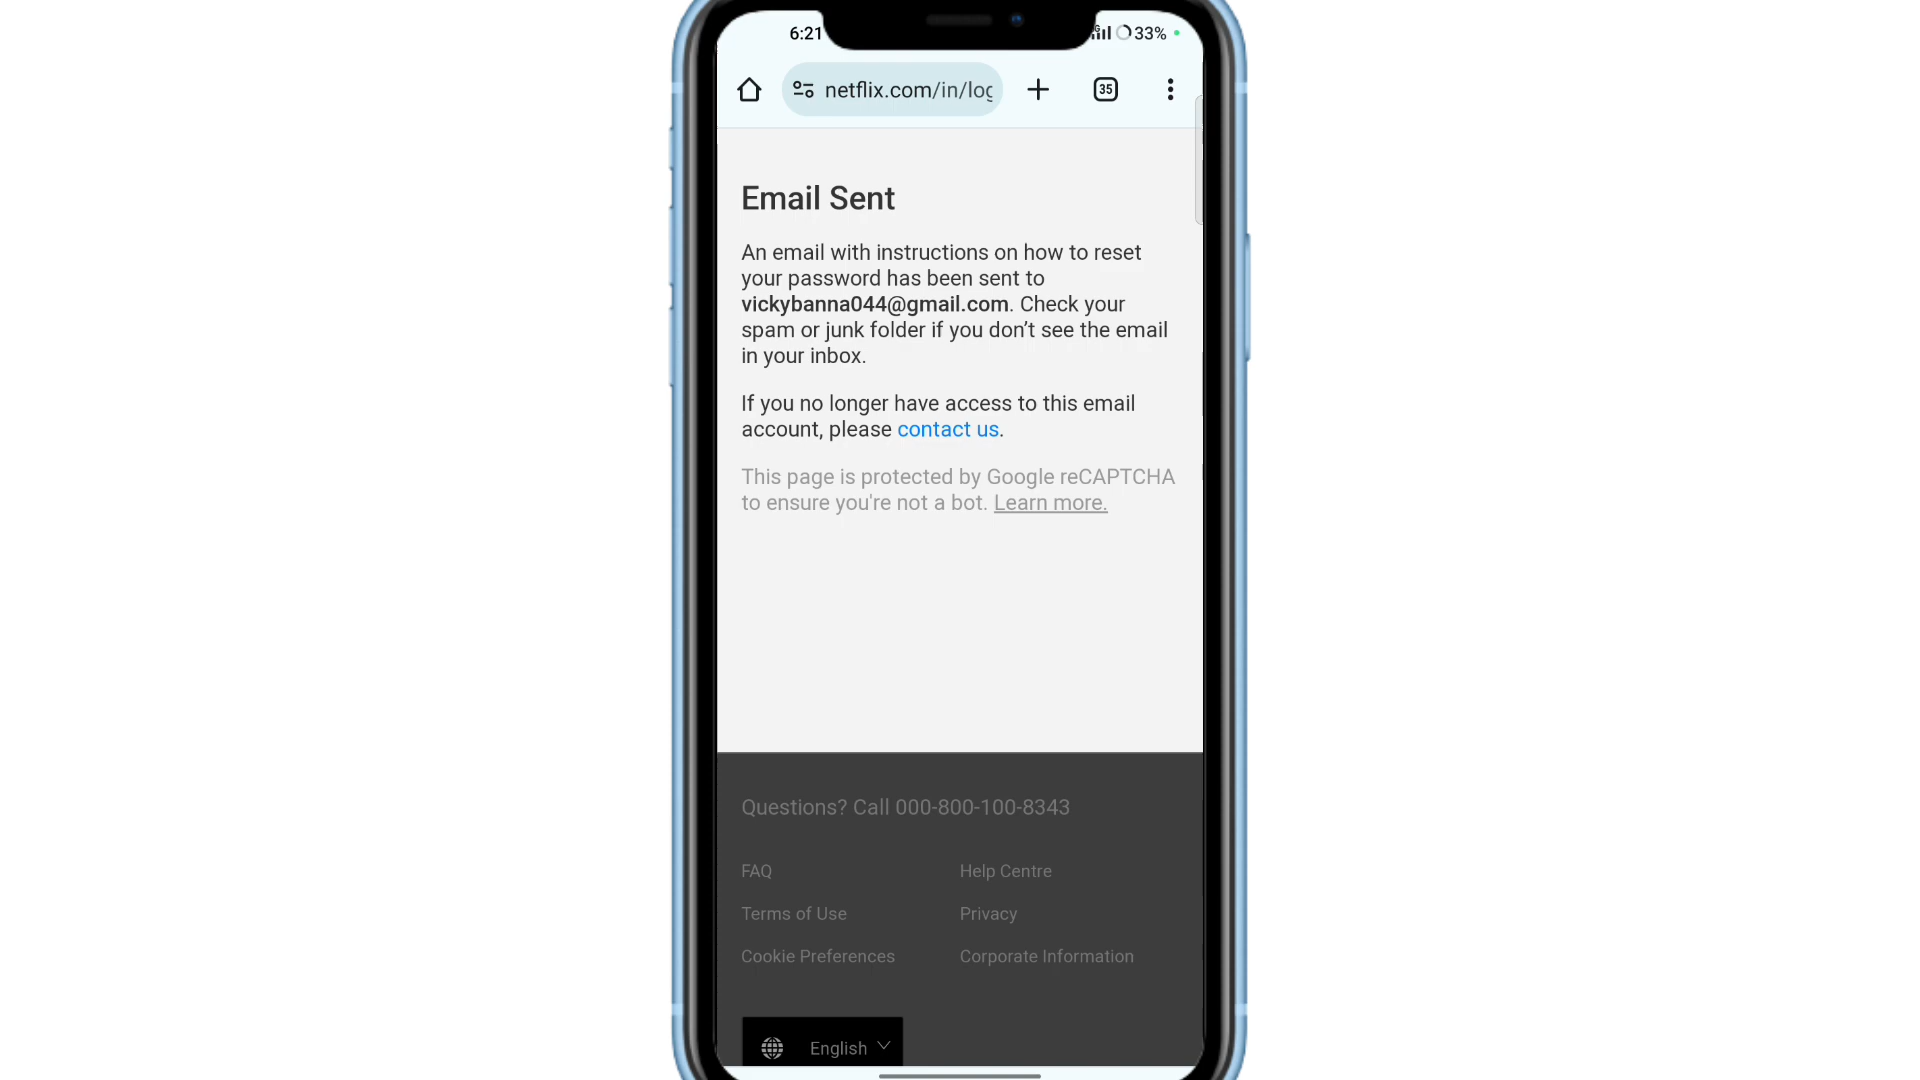 6:21
33%
netflix.com/in/log
35
Email Sent
An email with instructions on how to reset
your password has been sent to
vickybanna044@gmail.com. Check your
spam or junk folder if you don’t see the email
in your inbox.
If you no longer have access to this email
account, please contact us.
This page is protected by Google reCAPTCHA
to ensure you're not a bot. Learn more.
Questions? Call 000-800-100-8343
FAQ
Help Centre
Terms of Use
Privacy
Cookie Preferences
Corporate Information
English